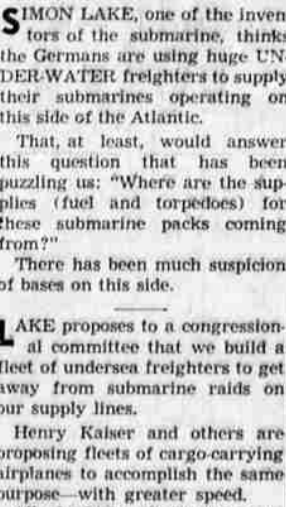 SIMON LAKE, one of the inven-
tors of the submarine, thinks
the Germans are using huge UN-
DER-WATER freighters to supply
their submarines operating on
this side of the Atlantic.
That, at least, would answer
this question that has been
puzzling us: "Where are the sup-
plies (fuel and torpedoes) for
these submarine packs coming
from?"
There has been much suspicion
of bases on this side.
LAKE proposes to a congression-
al committee that we build a
fleet of undersea freighters to get
away from submarine raids on
our supply lines.
Henry Kaiser and others are
proposing fleets of cargo-carrying
airplanes to accomplish the same
purpose—with greater speed.